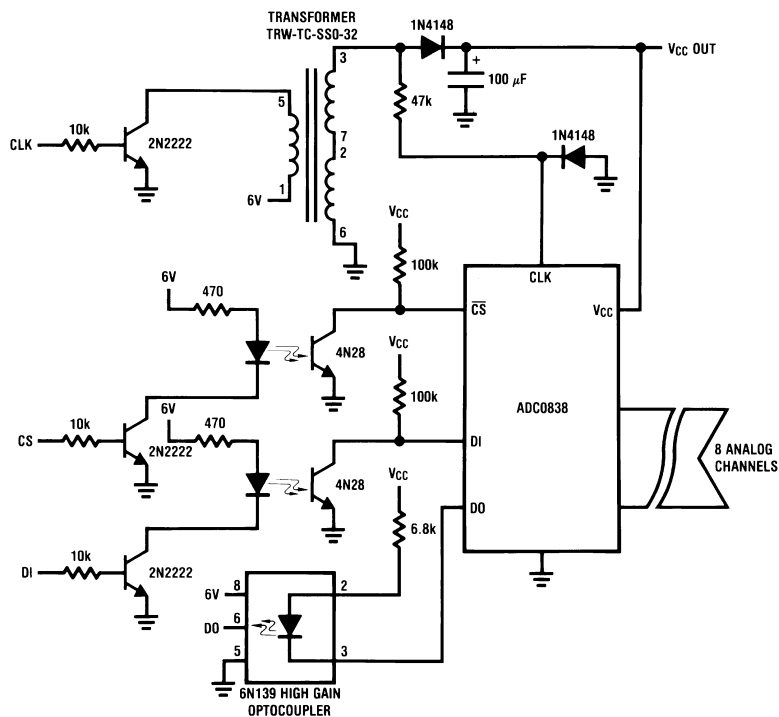 TRANSFORMER
TRW-TC-SS0-32
1N4148
3
VCC OUT
+
100 μF
5
47k
10k
CLK
2N2222
7
2
1N4148
1
6V
6
VCC
100k
CLK
6V
470
CS
VCC
4N28
VCC
100k
ADC0838
6V
470
10k
CS
2N2222
DI
8 ANALOG
CHANNELS
4N28
VCC
DO
6.8k
10k
DI
2N2222
8
2
6V
6
DO
5
3
6N139 HIGH GAIN
OPTOCOUPLER